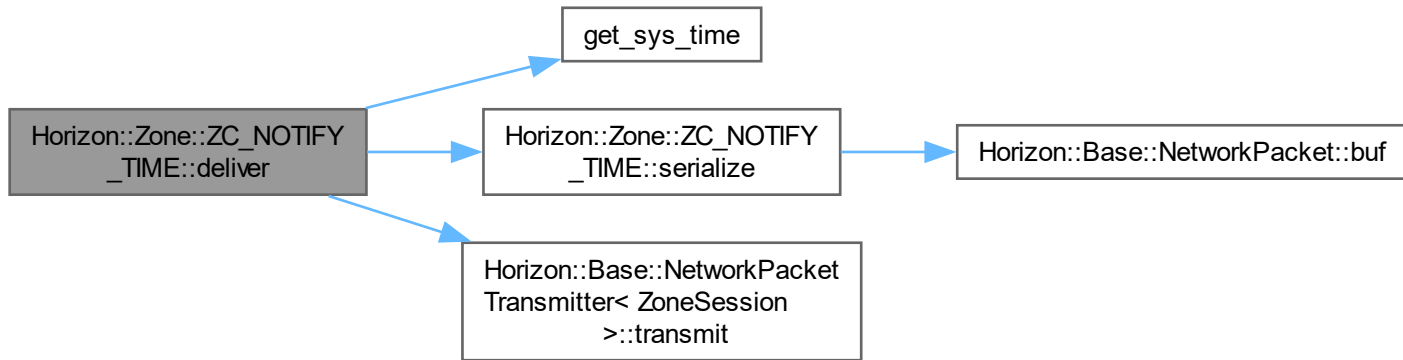 get_sys_time
Horizon::Zone::ZC_NOTIFY
_TIME::deliver
Horizon::Zone::ZC_NOTIFY
_TIME::serialize
Horizon::Base::NetworkPacket::buf
Horizon::Base::NetworkPacket
Transmitter< ZoneSession
>::transmit